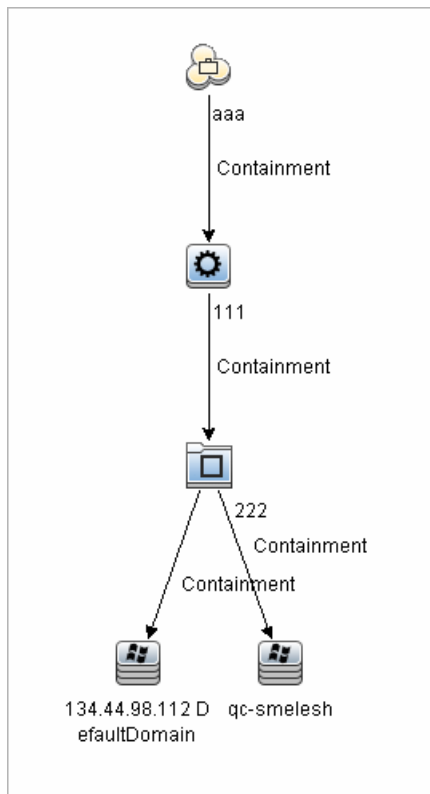 aaa
Containment
111
Containment
222
Containment
Containment
134.44.98.112 D
efaultDomain
qc-smelesh